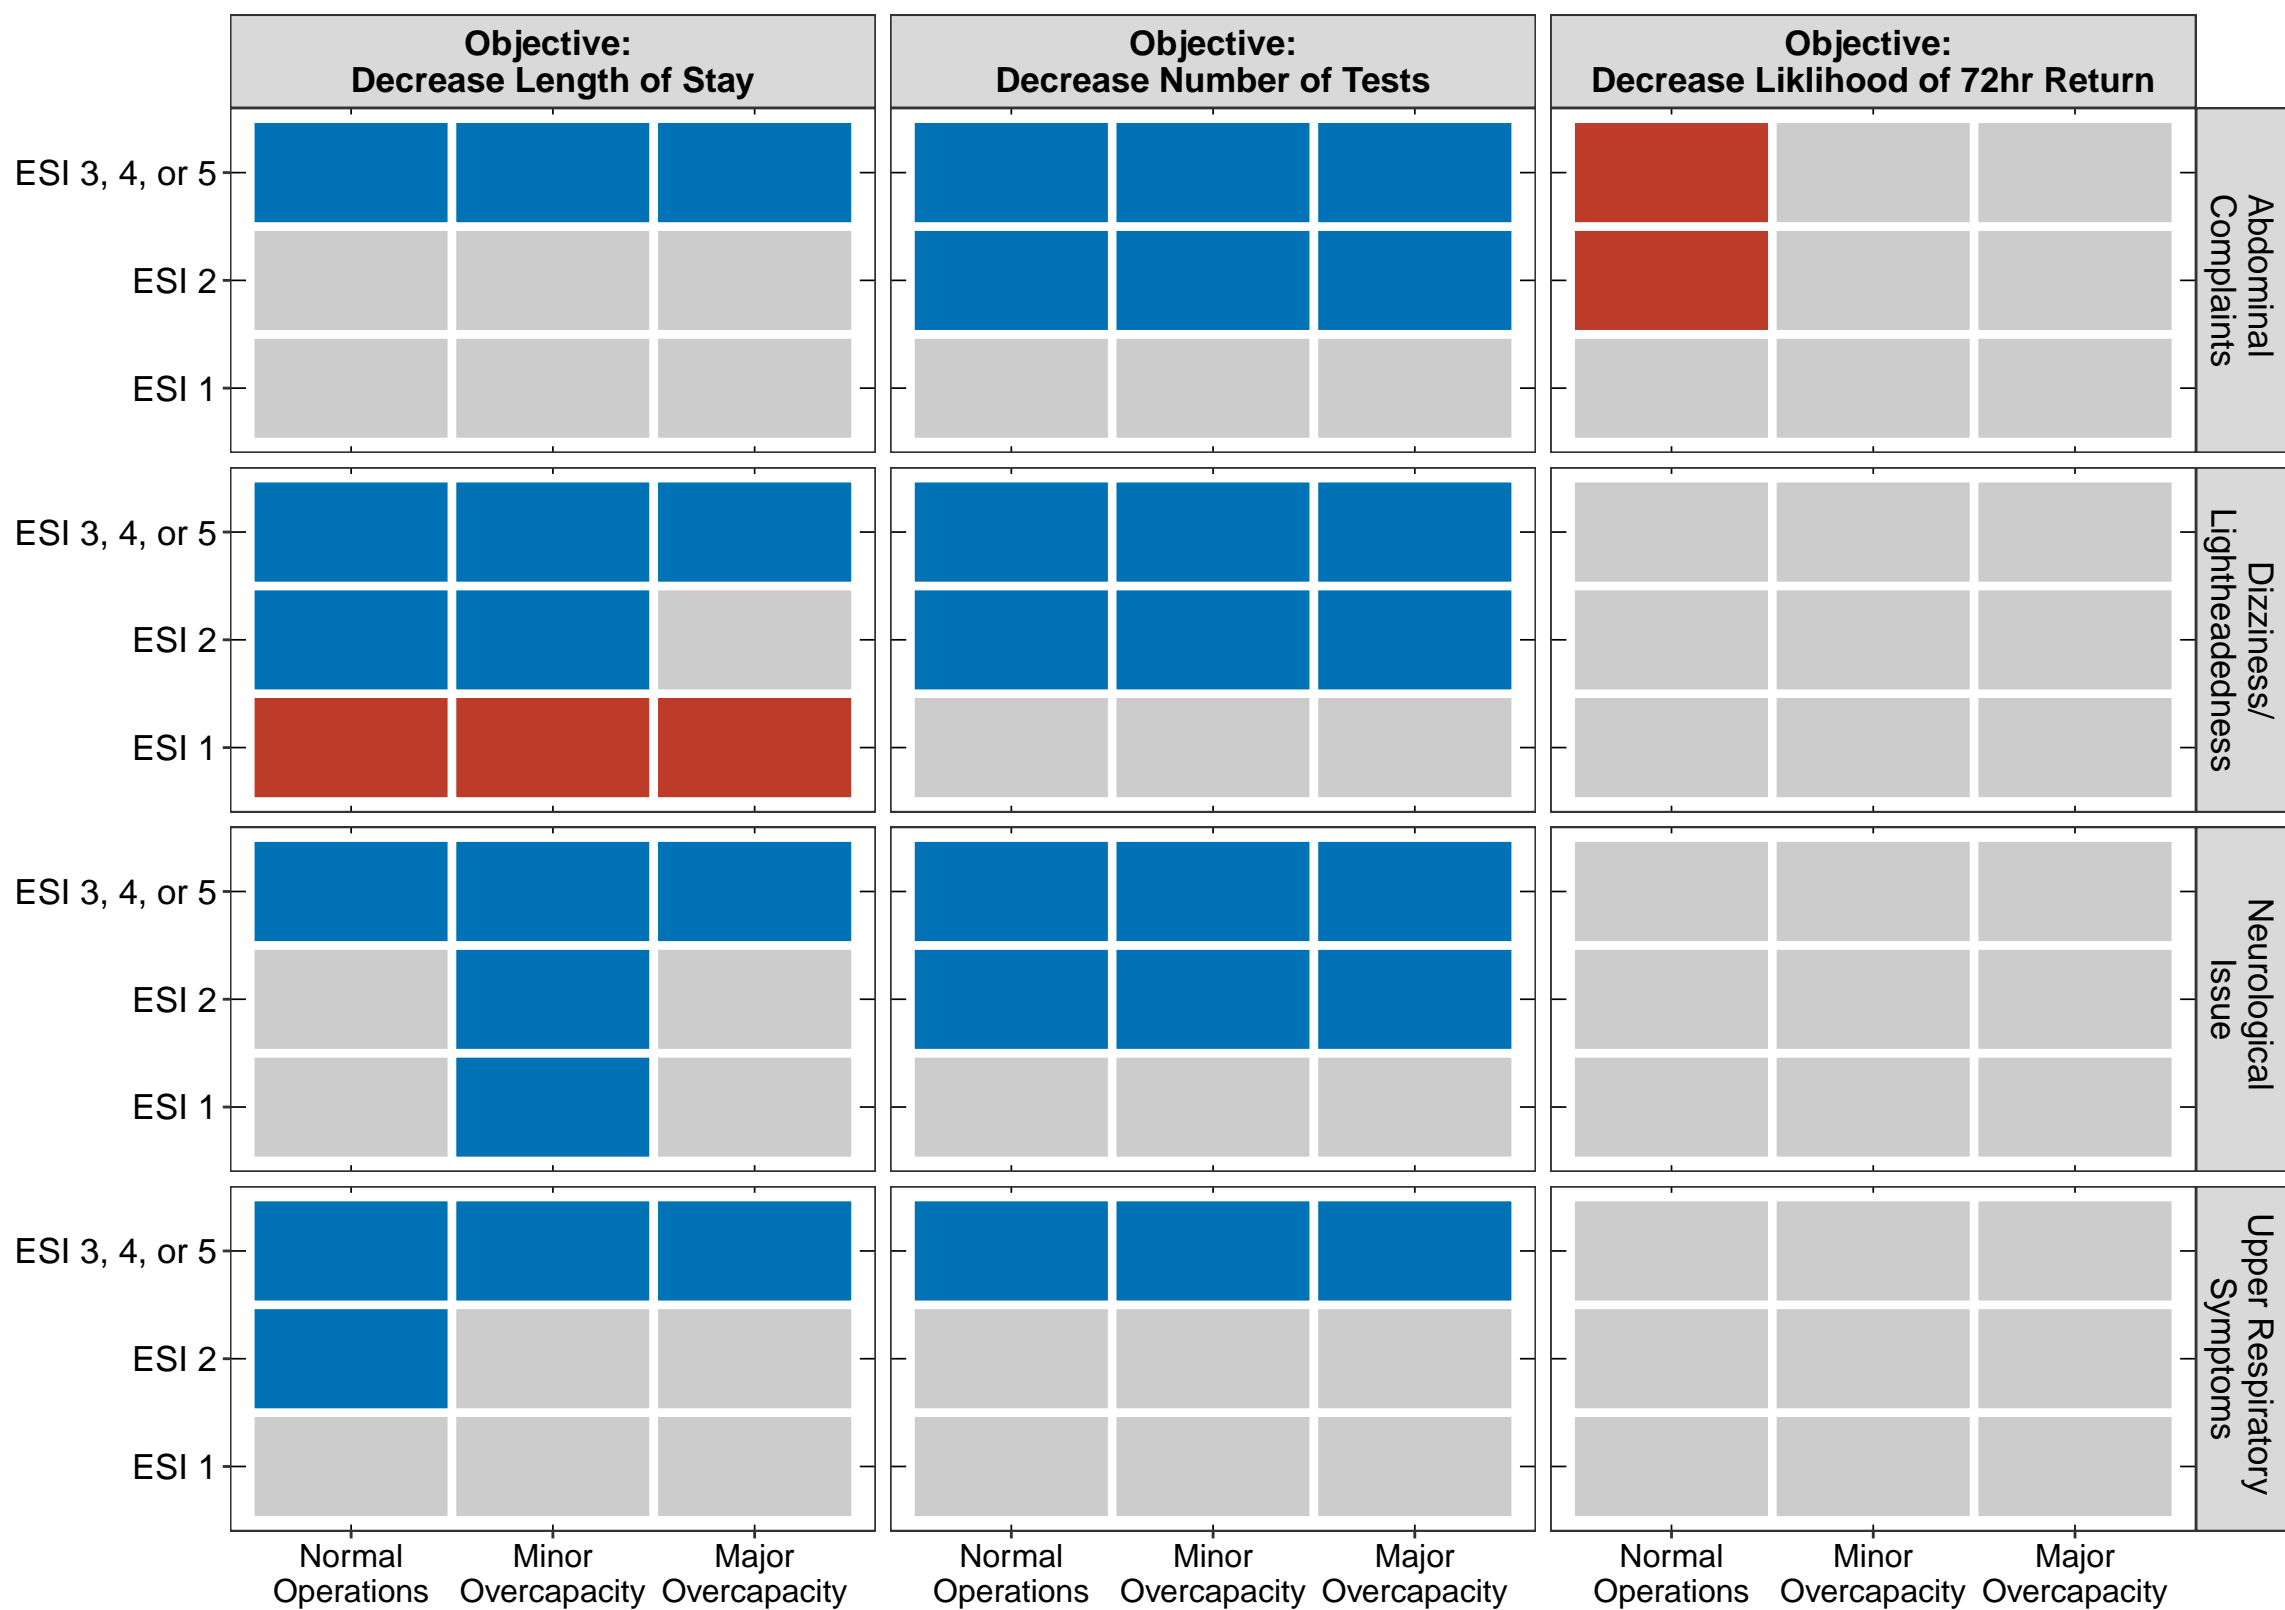 Objective:
Decrease Length of Stay
Objective:
Decrease Number of Tests
Objective:
Decrease Liklihood of 72hr Return
ESI 3, 4, or 5
ESI 2
ESI 1
Abdominal
Complaints
ESI 3, 4, or 5
ESI 2
ESI 1
Dizziness/
Lightheadedness
ESI 3, 4, or 5
ESI 2
ESI 1
Neurological
Issue
ESI 3, 4, or 5
ESI 2
ESI 1
Upper Respiratory
Symptoms
Normal
Operations
Minor
Overcapacity
Major
Overcapacity
Normal
Operations
Minor
Overcapacity
Major
Overcapacity
Normal
Operations
Minor
Overcapacity
Major
Overcapacity